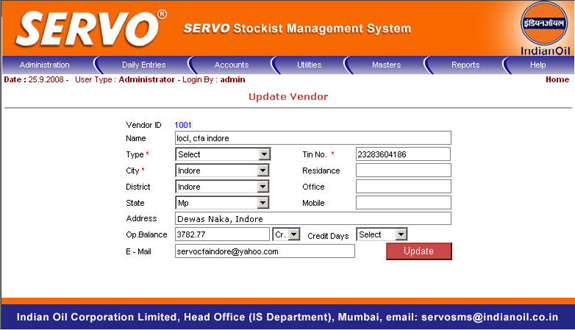 SERVO® SERVO Stockist Management System
इंडियनऑयल
IndianOil
Administration Daily Entries Accounts Utilities Masters Reports Help
Date : 25.9.2008 - User Type : Administrator - Login By : admin Home
Update Vendor
Vendor ID 1001
Name Iocl, cfa indore
Type * Select Tin No. * 23283604186
City * Indore Residance
District Indore Office
State Mp Mobile
Address Dewas Naka, Indore
Op.Balance 3782.77 Cr. Credit Days Select
E - Mail servocfaindore@yahoo.com Update
Indian Oil Corporation Limited, Head Office (IS Department), Mumbai, email: servosms@indianoil.co.in